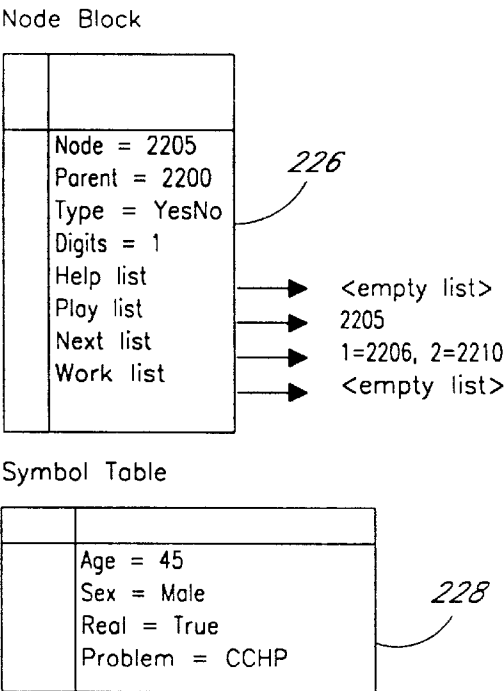 Node Block
Node = 2205
226
Parent = 2200
Type = YesNo
Digits = 1
Help list
<empty list>
Play list
2205
Next list
1=2206, 2=2210
Work list
<empty list>
Symbol Table
Age = 45
Sex = Male
228
Real = True
Problem = CCHP